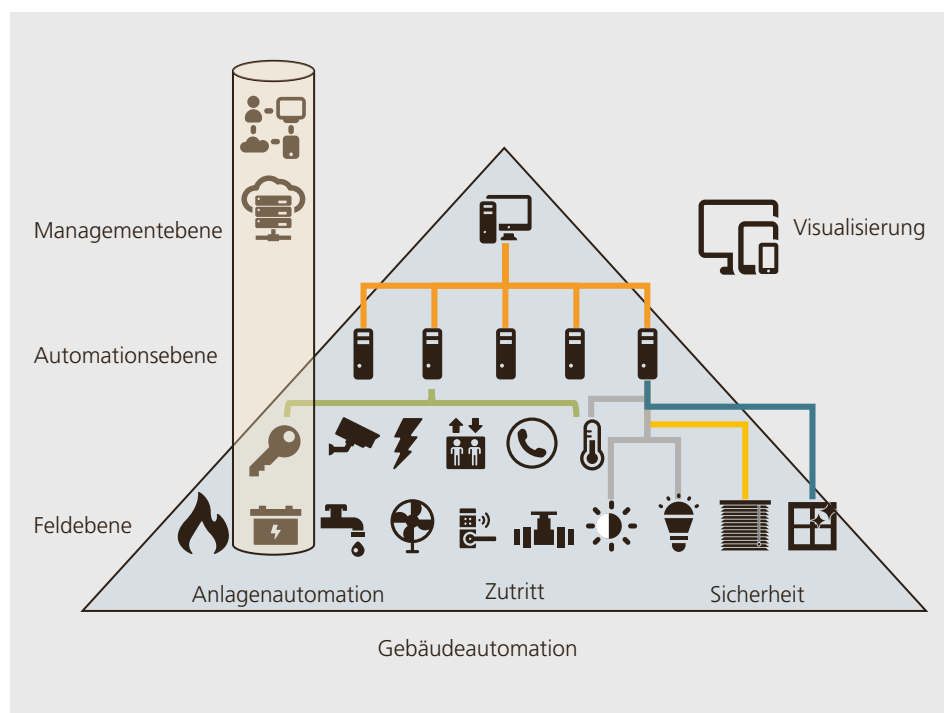 Managementebene
Visualisierung
Automationsebene
Feldebene
Anlagenautomation
Zutritt
Sicherheit
Gebäudeautomation